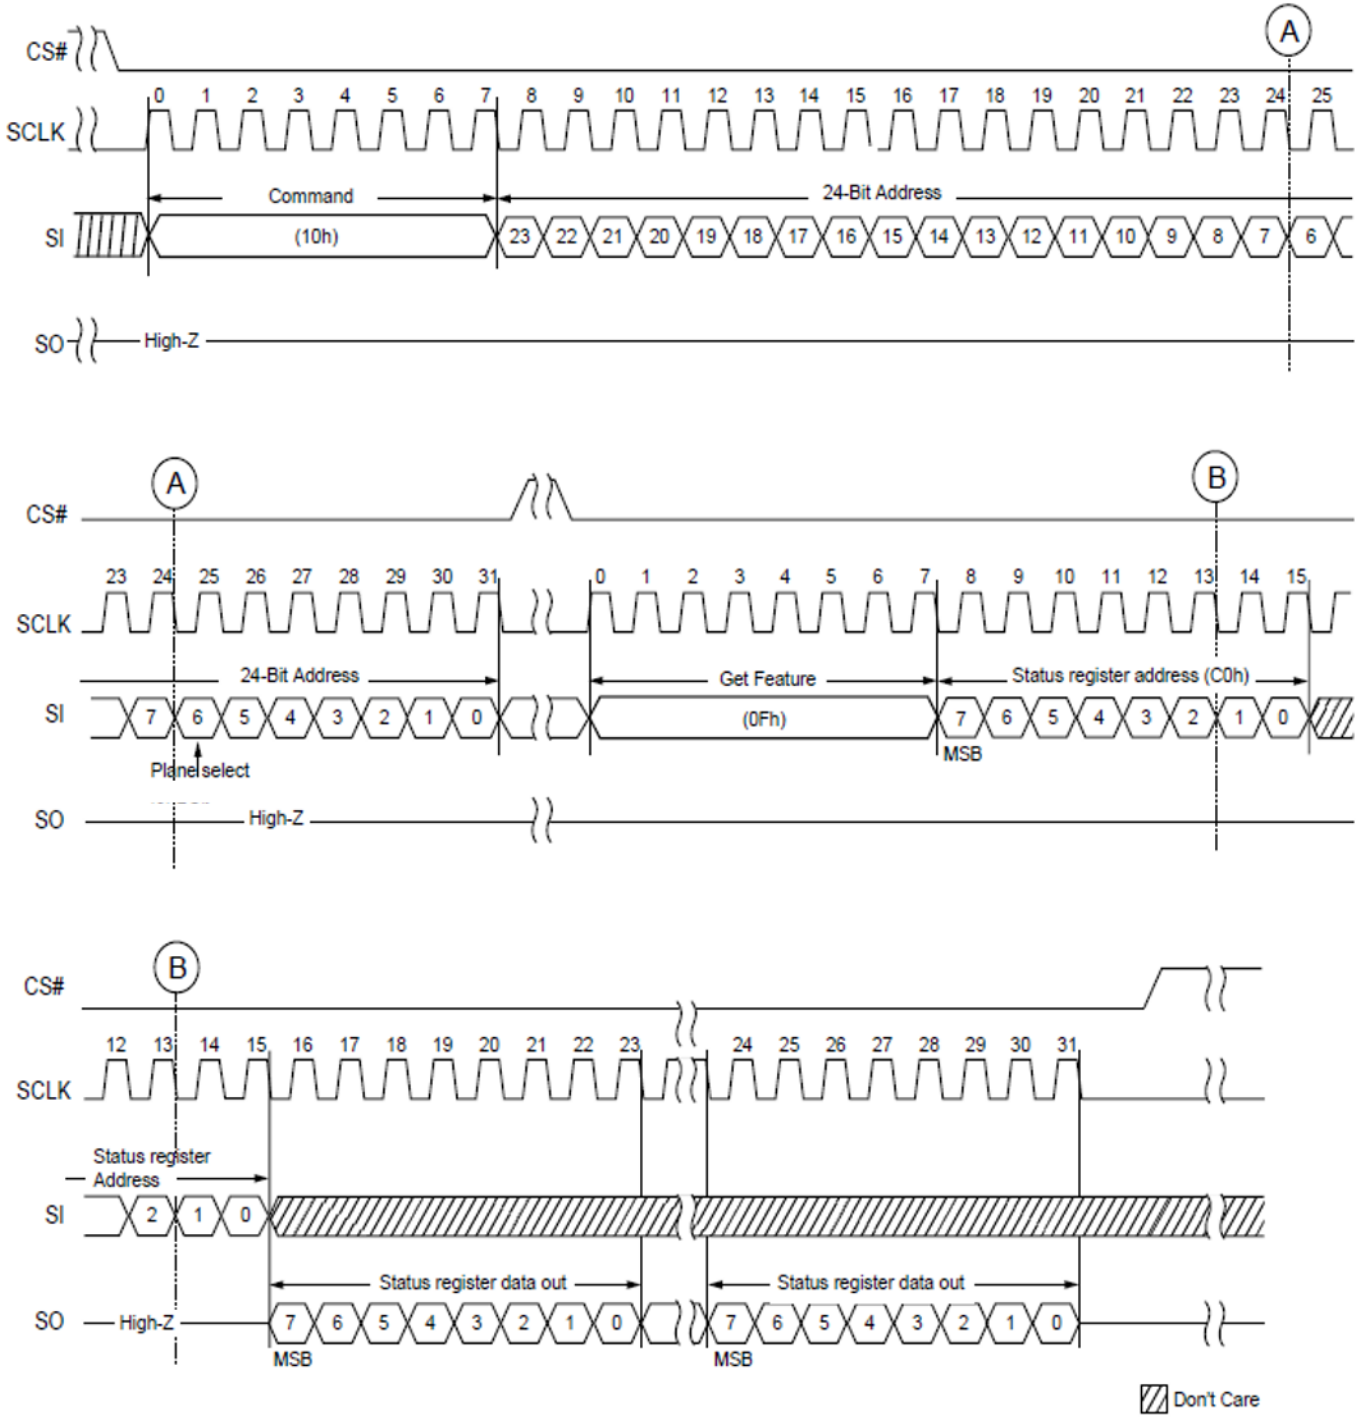 A
CS#
0 1 2 3 4 5 6 7 8 9 10 11 12 13 14 15 16 17 18 19 20 21 22 23 24 25
SCLK
Command 24-Bit Address
SI (10h) 23 22 21 20 19 18 17 16 15 14 13 12 11 10 9 8 7 6
SO High-Z
A B
CS#
23 24 25 26 27 28 29 30 31 0 1 2 3 4 5 6 7 8 9 10 11 12 13 14 15
SCLK
24-Bit Address Get Feature Status register address (C0h)
SI 7 6 5 4 3 2 1 0 (0Fh) 7 6 5 4 3 2 1 0
MSB
Plane select
SO High-Z
B
CS#
12 13 14 15 16 17 18 19 20 21 22 23 24 25 26 27 28 29 30 31
SCLK
Status register
Address
SI 2 1 0
Status register data out Status register data out
SO High-Z 7 6 5 4 3 2 1 0 7 6 5 4 3 2 1 0
MSB MSB
Don't Care